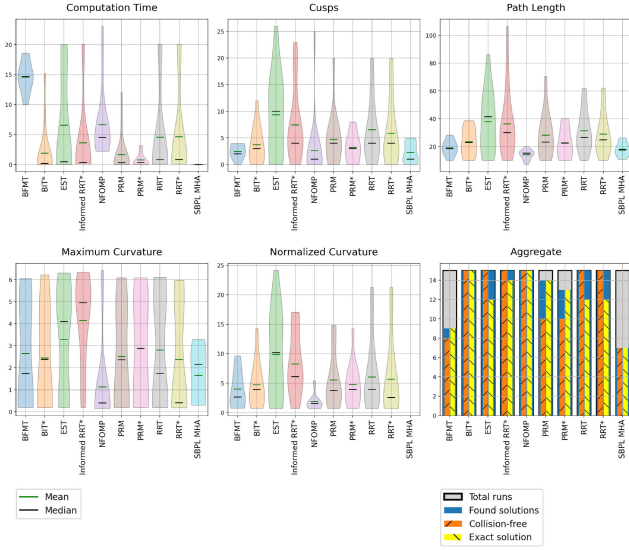 Computation Time
Cusps
Path Length
20
15
10
5
0
25
20
15
10
5
0
100
80
60
40
20
BFMT
BIT*
EST
Informed RRT*
NFOMP
PRM
PRM*
RRT
RRT*
SBPL MHA
BFMT
BIT*
EST
Informed RRT*
NFOMP
PRM
PRM*
RRT
RRT*
SBPL MHA
BFMT
BIT*
EST
Informed RRT*
NFOMP
PRM
PRM*
RRT
RRT*
SBPL MHA
Maximum Curvature
Normalized Curvature
Aggregate
6
5
4
3
2
1
0
25
20
15
10
5
0
14
12
10
8
6
4
2
0
BFMT
BIT*
EST
Informed RRT*
NFOMP
PRM
PRM*
RRT
RRT*
SBPL MHA
BFMT
BIT*
EST
Informed RRT*
NFOMP
PRM
PRM*
RRT
RRT*
SBPL MHA
BFMT
BIT*
EST
Informed RRT*
NFOMP
PRM
PRM*
RRT
RRT*
SBPL MHA
Mean
Median
Total runs
Found solutions
Collision-free
Exact solution